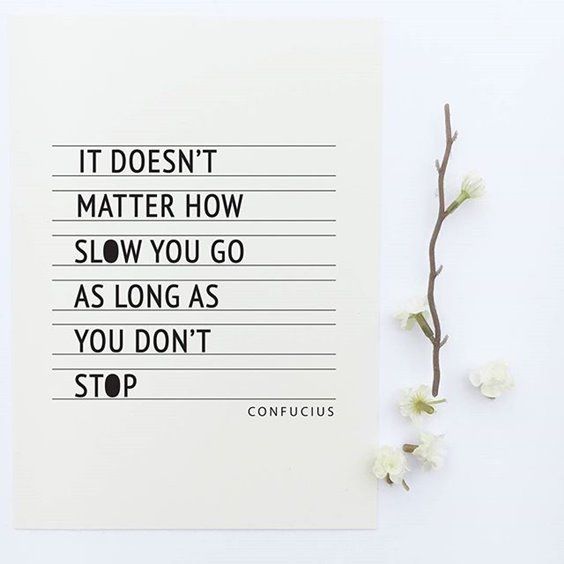 IT DOESN'T
MATTER HOW
SLOW YOU GO
AS LONG AS
YOU DON'T
STOP
CONFUCIUS